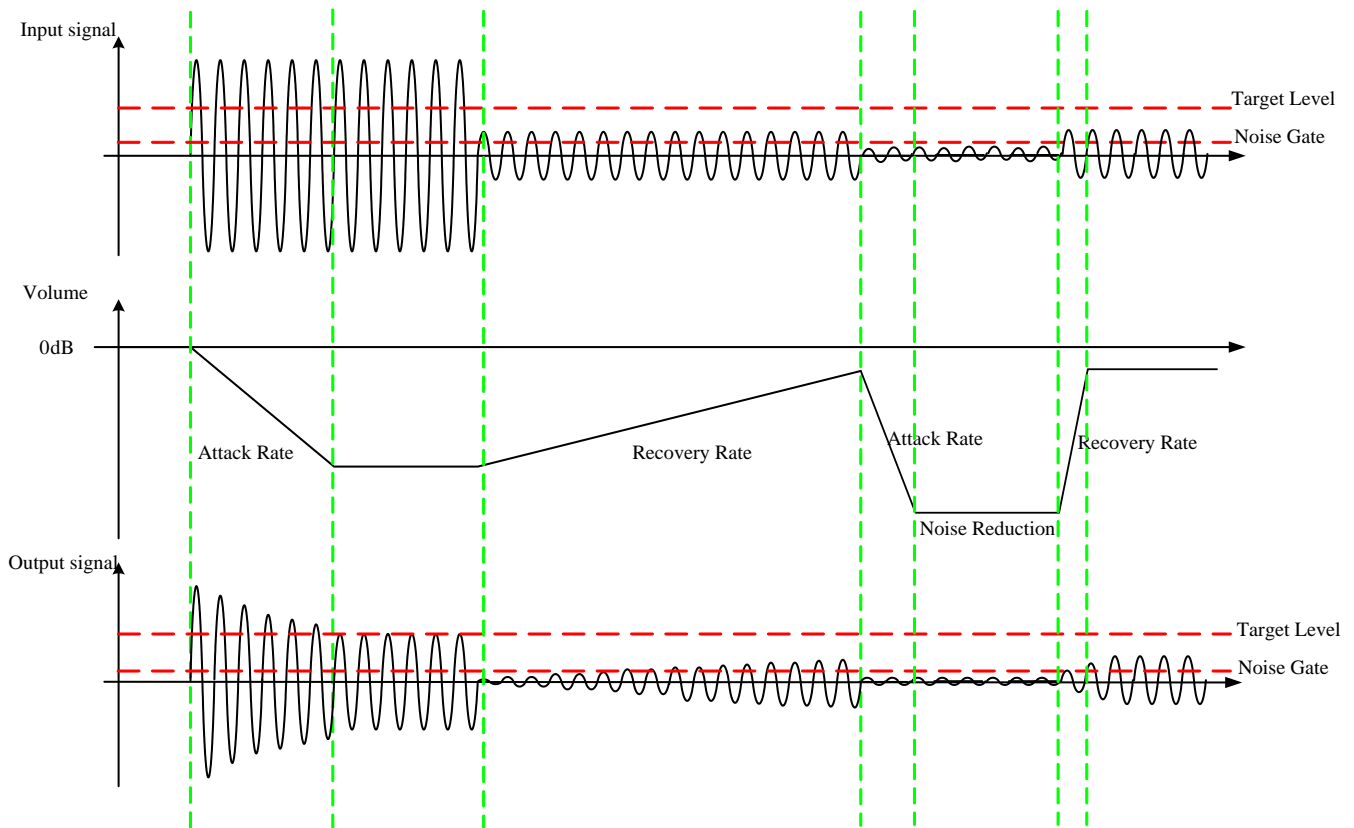 Input signal
Target Level
Noise Gate
Volume
0dB
Attack Rate
Recovery Rate
Attack Rate
Recovery Rate
Noise Reduction
Output signal
Target Level
Noise Gate